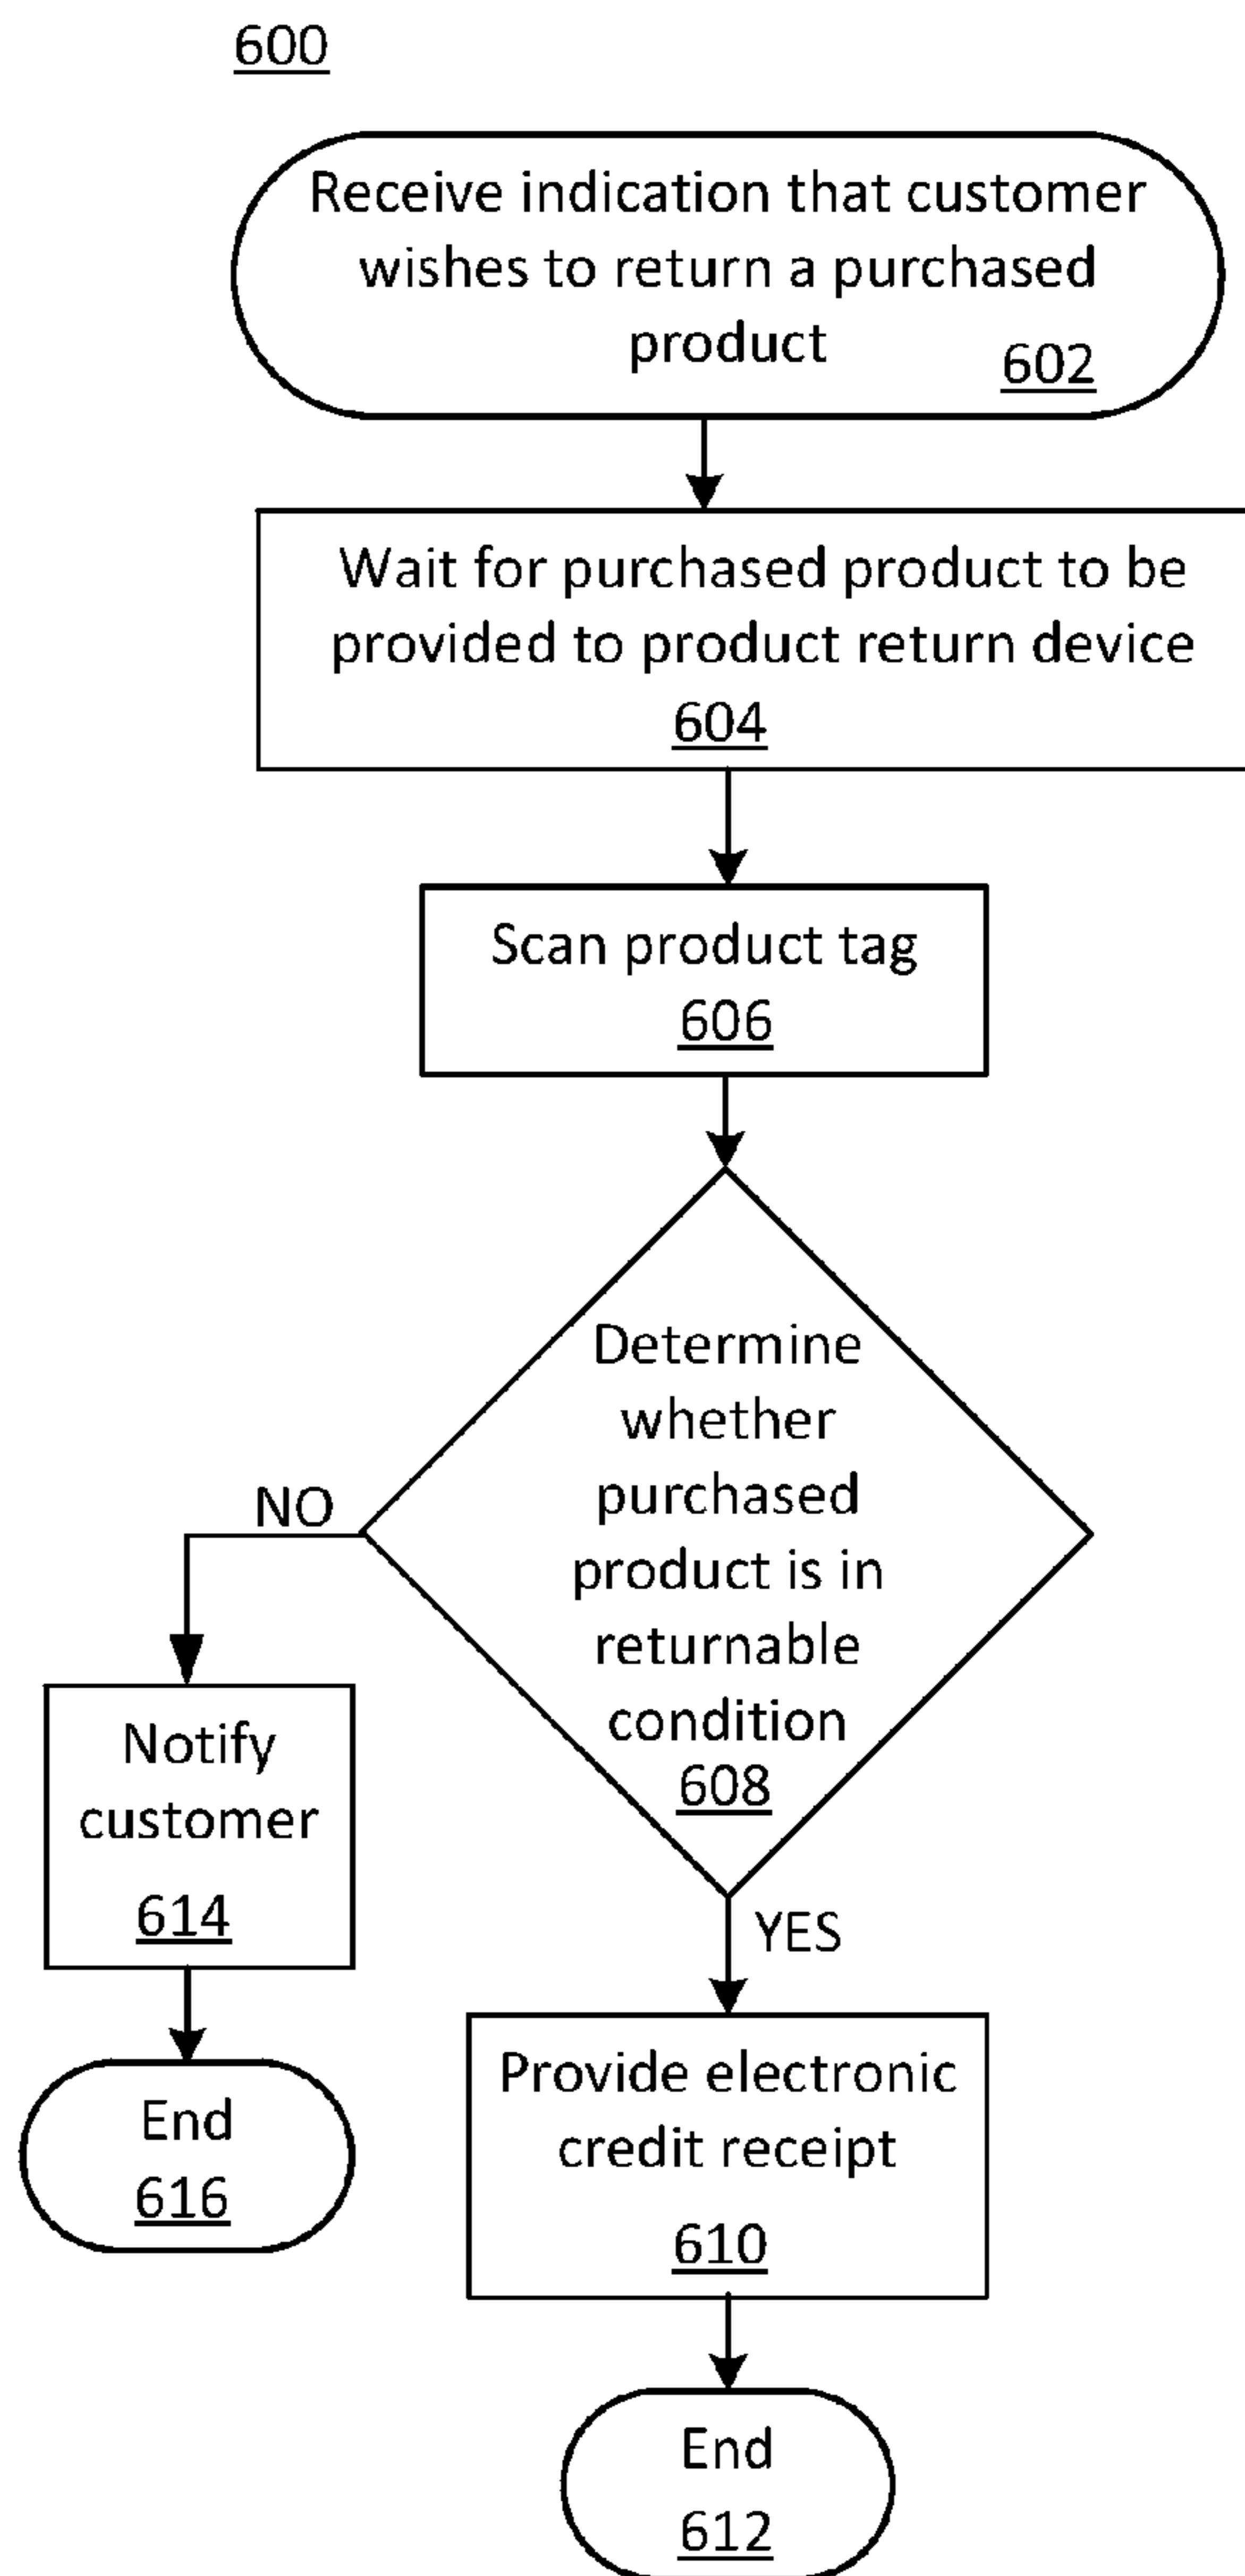 600
Receive indication that customer
wishes to return a purchased
product
602
Wait for purchased product to be
provided to product return device
604
Scan product tag
606
Determine
whether
purchased
product is in
returnable
condition
608
NO
Notify
customer
614
End
616
YES
Provide electronic
credit receipt
610
End
612